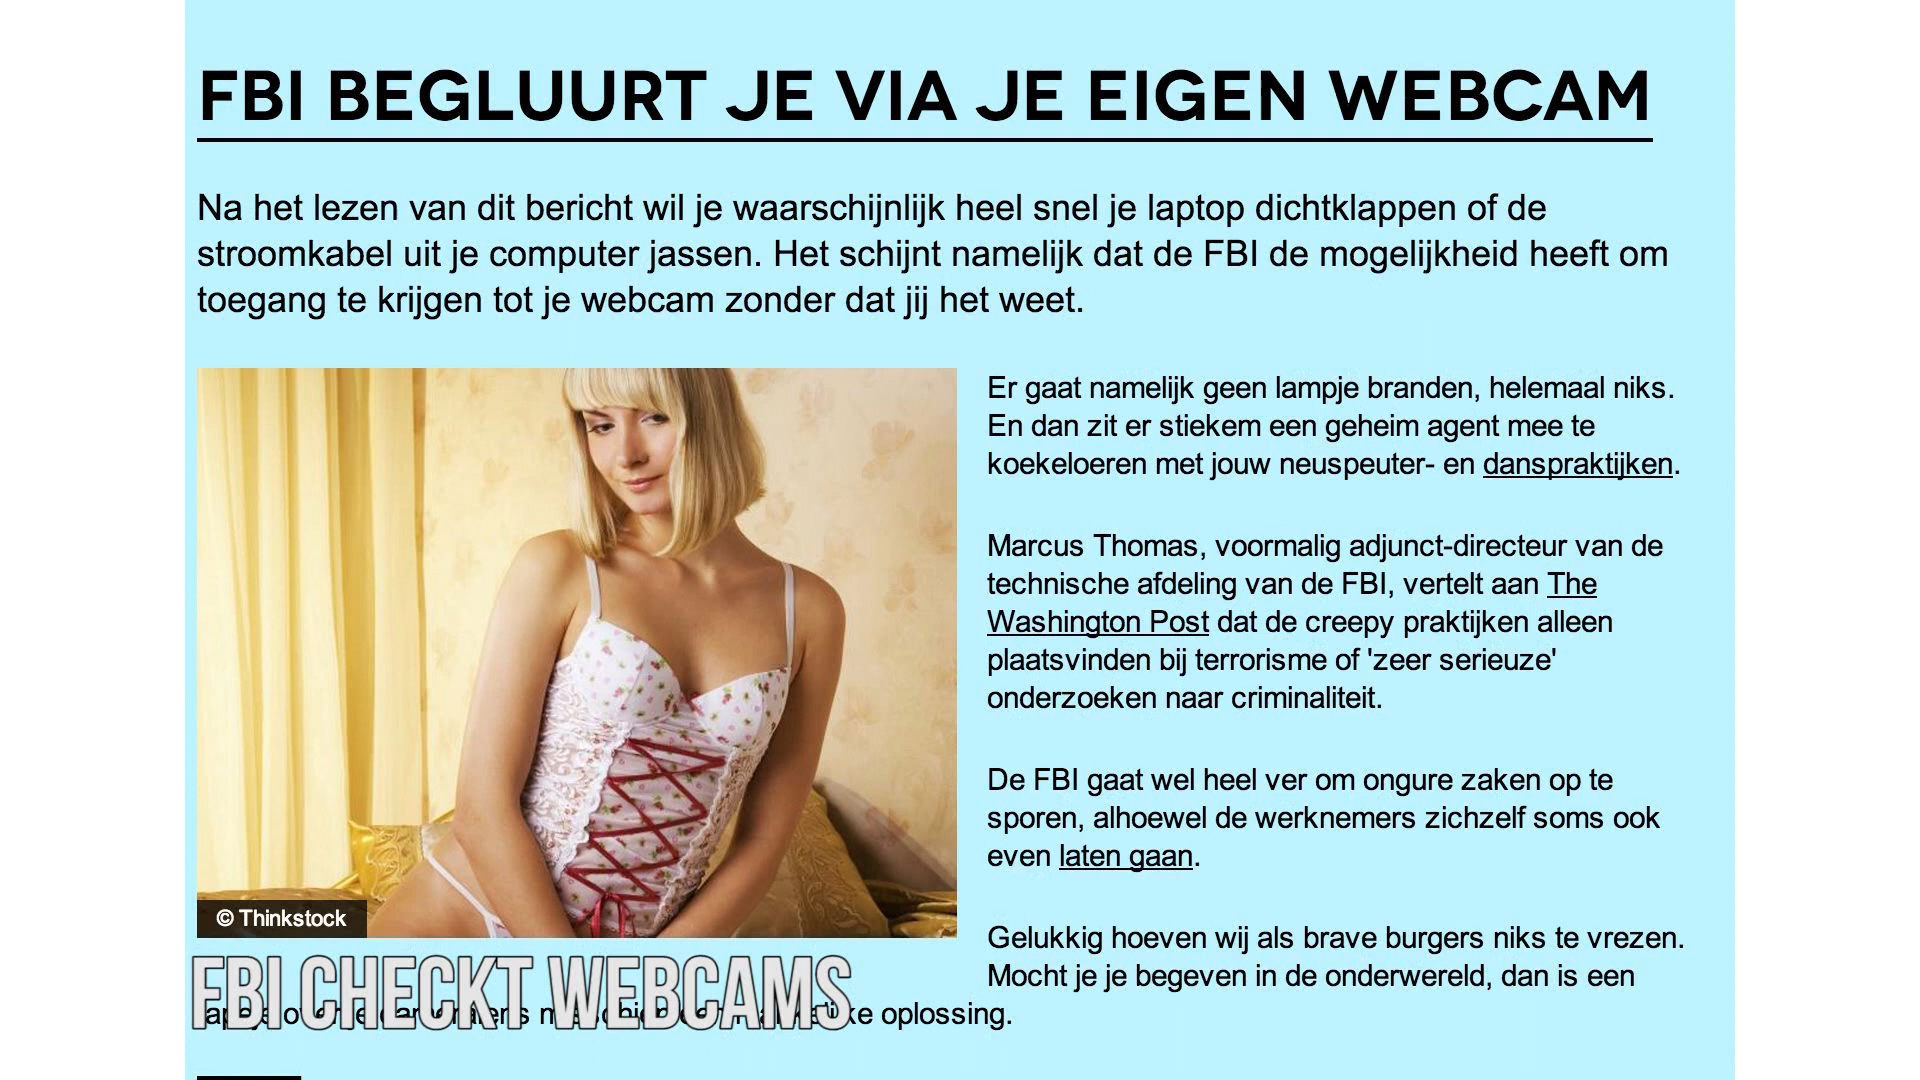 FBI BEGLUURT JE VIA JE EIGEN WEBCAM
Na het lezen van dit bericht wil je waarschijnlijk heel snel je laptop dichtklappen of de
stroomkabel uit je computer jassen. Het schijnt namelijk dat de FBI de mogelijkheid heeft om
toegang te krijgen tot je webcam zonder dat jij het weet.
Er gaat namelijk geen lampje branden, helemaal niks.
En dan zit er stiekem een geheim agent mee te
koekeloeren met jouw neuspeuter- en danspraktijken.
Marcus Thomas, voormalig adjunct-directeur van de
technische afdeling van de FBI, vertelt aan The
Washington Post dat de creepy praktijken alleen
plaatsvinden bij terrorisme of 'zeer serieuze'
onderzoeken naar criminaliteit.
De FBI gaat wel heel ver om ongure zaken op te
sporen, alhoewel de werknemers zichzelf soms ook
even laten gaan.
Gelukkig hoeven wij als brave burgers niks te vrezen.
Mocht je je begeven in de onderwereld, dan is een
oplossing.
© Thinkstock
FBI CHECKT WEBCAMS